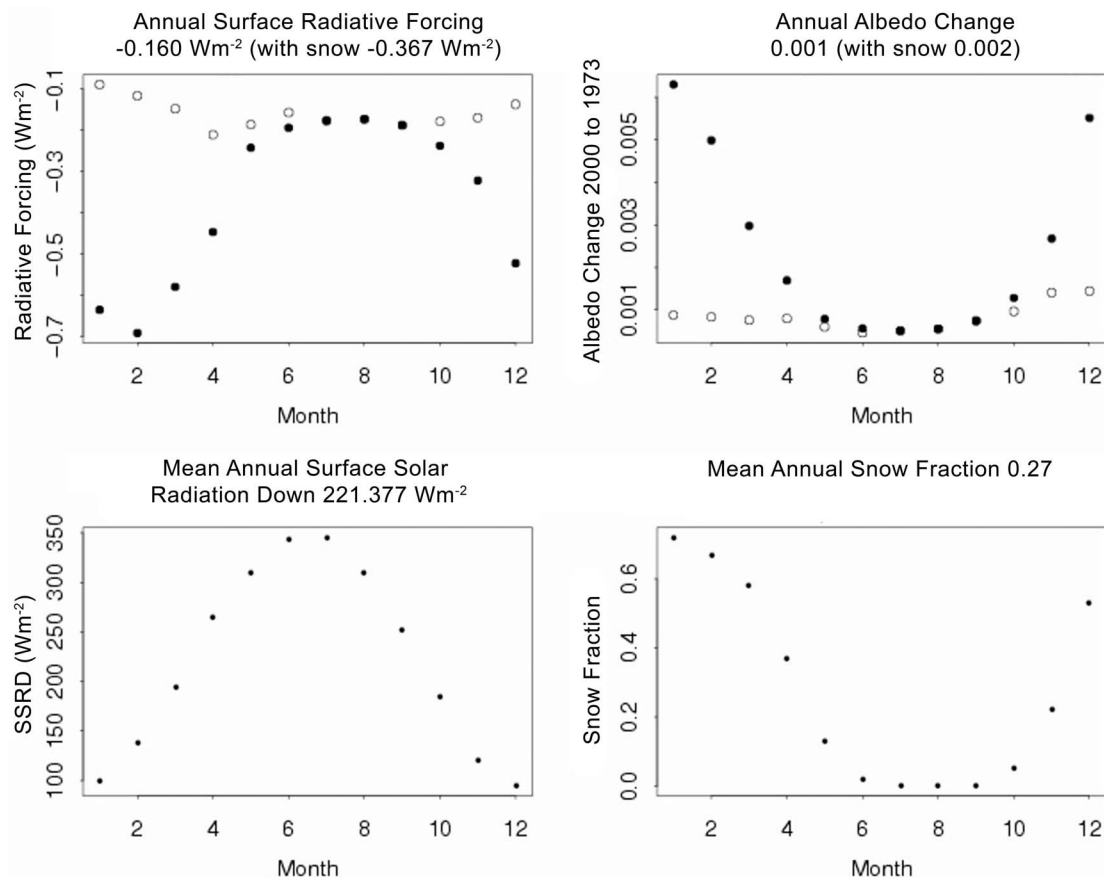 Annual Surface Radiative Forcing
-0.160 Wm⁻² (with snow -0.367 Wm⁻²)
Radiative Forcing (Wm⁻²)
−0.1
−0.3
−0.5
−0.7
2 4 6 8 10 12
Month
Annual Albedo Change
0.001 (with snow 0.002)
Albedo Change 2000 to 1973
0.005
0.003
0.001
2 4 6 8 10 12
Month
Mean Annual Surface Solar
Radiation Down 221.377 Wm⁻²
SSRD (Wm⁻²)
350
300
250
200
150
100
2 4 6 8 10 12
Month
Mean Annual Snow Fraction 0.27
Snow Fraction
0.6
0.4
0.2
0.0
2 4 6 8 10 12
Month